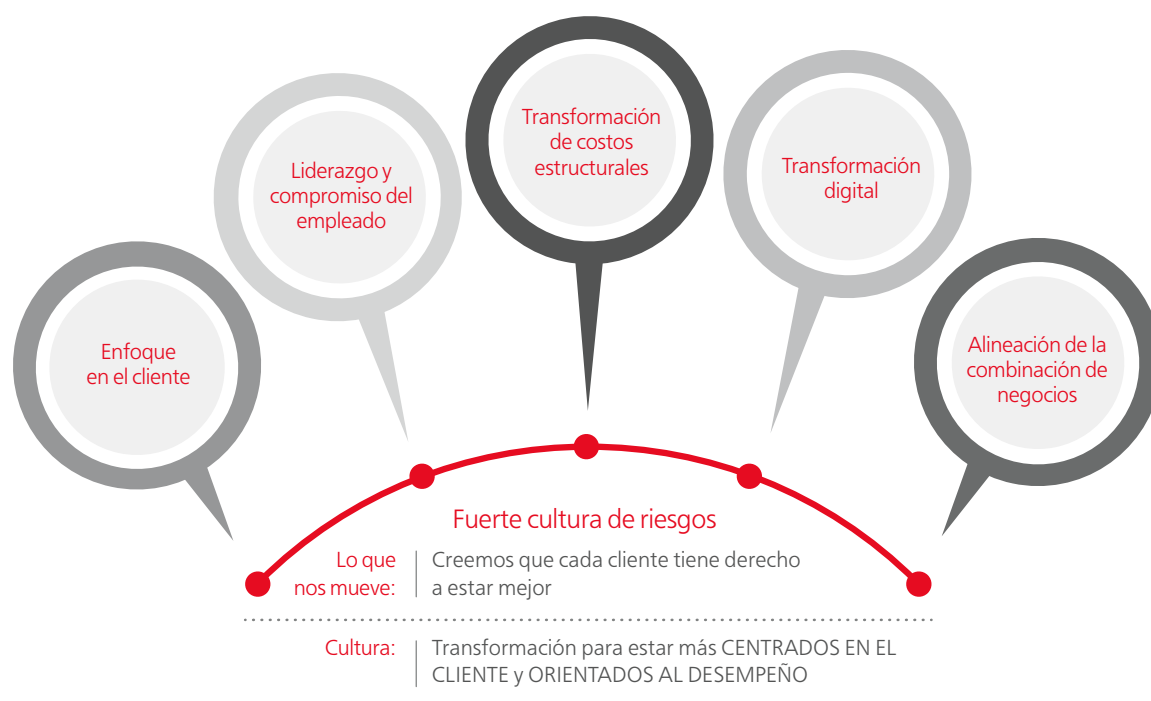 Enfoque
en el cliente
Liderazgo y
compromiso del
empleado
Transformación
de costos
estructurales
Transformación
digital
Alineación de la
combinación de
negocios
Fuerte cultura de riesgos
Lo que
nos mueve:
Creemos que cada cliente tiene derecho
a estar mejor
Cultura:
Transformación para estar más CENTRADOS EN EL
CLIENTE y ORIENTADOS AL DESEMPEÑO